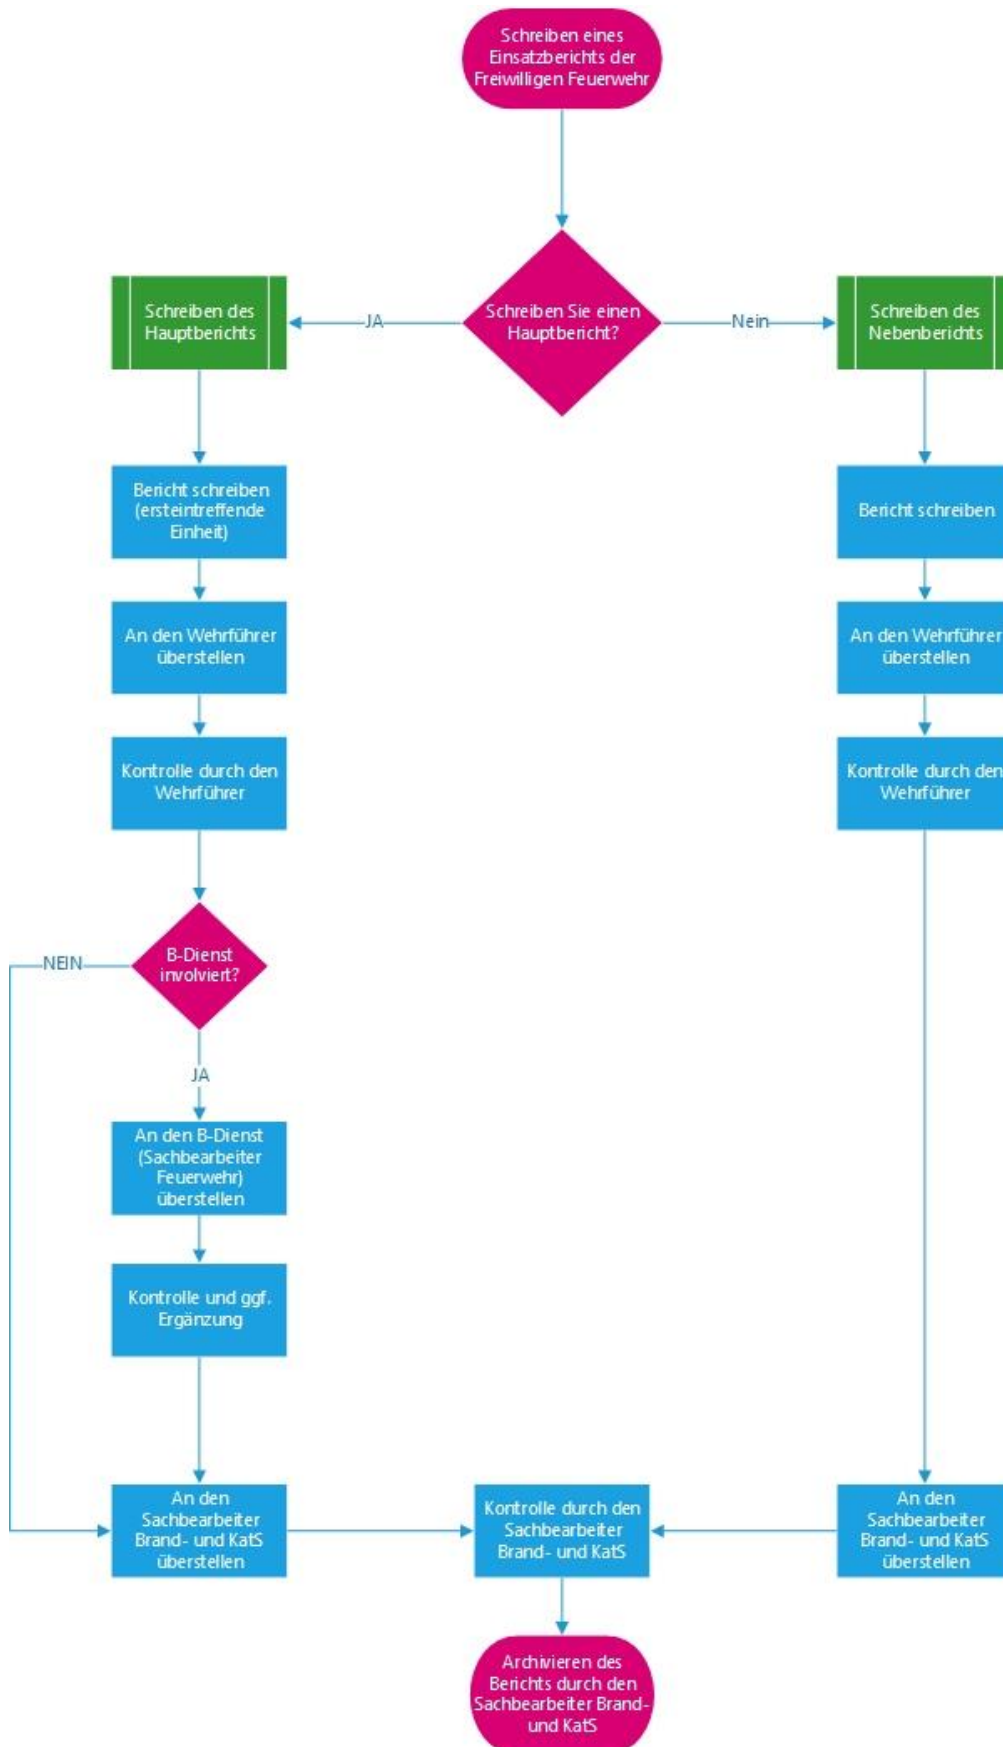 Schreiben eines
Einsatzberichts der
Freiwilligen Feuerwehr
Schreiben des
Hauptberichts
JA
Schreiben Sie einen
Hauptbericht?
Nein
Schreiben des
Nebenberichts
Bericht schreiben
(ersteintreffende
Einheit)
Bericht schreiben
An den Wehrführer
überstellen
An den Wehrführer
überstellen
Kontrolle durch den
Wehrführer
Kontrolle durch den
Wehrführer
NEIN
B-Dienst
involviert?
JA
An den B-Dienst
(Sachbearbeiter
Feuerwehr)
überstellen
Kontrolle und ggf.
Ergänzung
An den
Sachbearbeiter
Brand- und KatS
überstellen
Kontrolle durch den
Sachbearbeiter
Brand- und KatS
An den
Sachbearbeiter
Brand- und KatS
überstellen
Archivieren des
Berichts durch den
Sachbearbeiter Brand-
und KatS